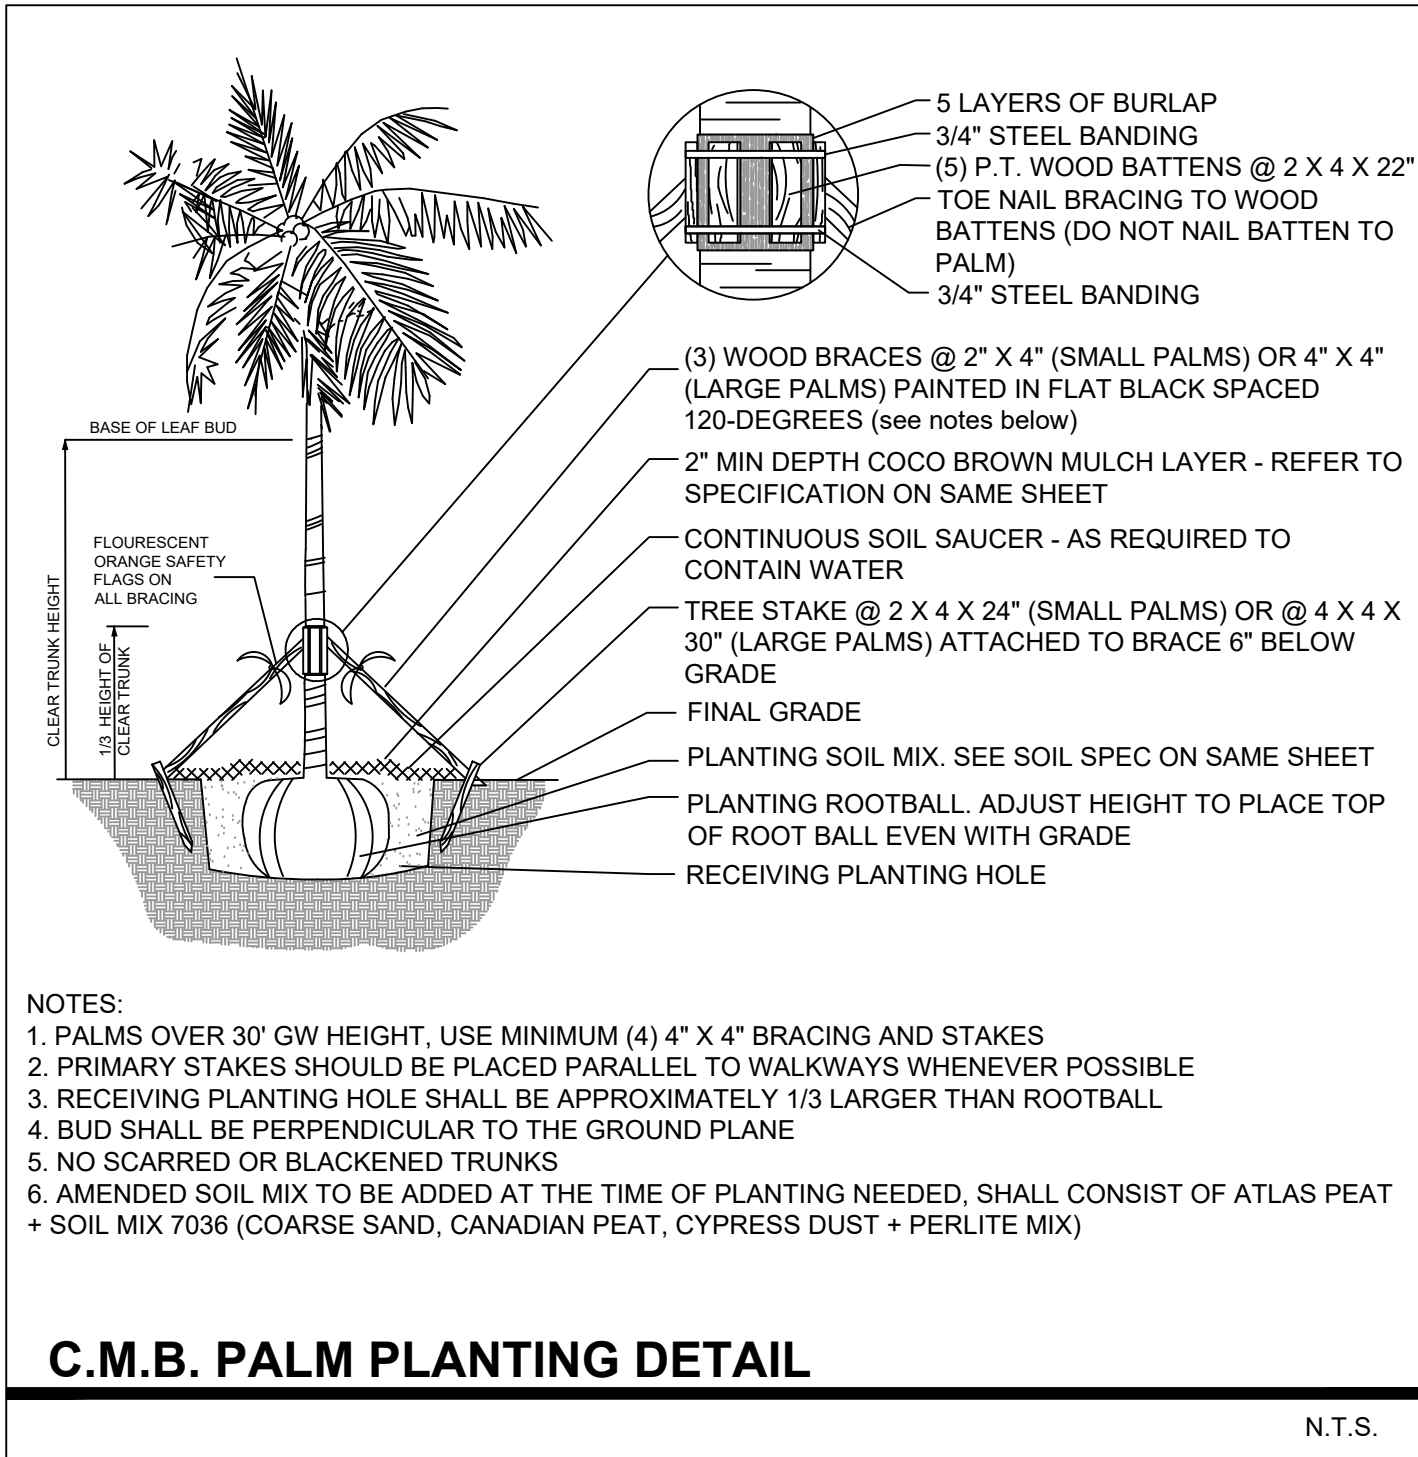 5 LAYERS OF BURLAP
3/4" STEEL BANDING
(5) P.T. WOOD BATTENS @ 2 X 4 X 22"
TOE NAIL BRACING TO WOOD
BATTENS (DO NOT NAIL BATTEN TO
PALM)
3/4" STEEL BANDING
(3) WOOD BRACES @ 2" X 4" (SMALL PALMS) OR 4" X 4"
(LARGE PALMS) PAINTED IN FLAT BLACK SPACED
120-DEGREES (see notes below)
BASE OF LEAF BUD
2" MIN DEPTH COCO BROWN MULCH LAYER - REFER TO
SPECIFICATION ON SAME SHEET
FLOURESCENT
ORANGE SAFETY
FLAGS ON
ALL BRACING
CONTINUOUS SOIL SAUCER - AS REQUIRED TO
CONTAIN WATER
CLEAR TRUNK HEIGHT
1/3 HEIGHT OF
CLEAR TRUNK
TREE STAKE @ 2 X 4 X 24" (SMALL PALMS) OR @ 4 X 4 X
30" (LARGE PALMS) ATTACHED TO BRACE 6" BELOW
GRADE
FINAL GRADE
PLANTING SOIL MIX. SEE SOIL SPEC ON SAME SHEET
PLANTING ROOTBALL. ADJUST HEIGHT TO PLACE TOP
OF ROOT BALL EVEN WITH GRADE
RECEIVING PLANTING HOLE
NOTES:
1. PALMS OVER 30' GW HEIGHT, USE MINIMUM (4) 4" X 4" BRACING AND STAKES
2. PRIMARY STAKES SHOULD BE PLACED PARALLEL TO WALKWAYS WHENEVER POSSIBLE
3. RECEIVING PLANTING HOLE SHALL BE APPROXIMATELY 1/3 LARGER THAN ROOTBALL
4. BUD SHALL BE PERPENDICULAR TO THE GROUND PLANE
5. NO SCARRED OR BLACKENED TRUNKS
6. AMENDED SOIL MIX TO BE ADDED AT THE TIME OF PLANTING NEEDED, SHALL CONSIST OF ATLAS PEAT
+ SOIL MIX 7036 (COARSE SAND, CANADIAN PEAT, CYPRESS DUST + PERLITE MIX)
C.M.B. PALM PLANTING DETAIL
N.T.S.